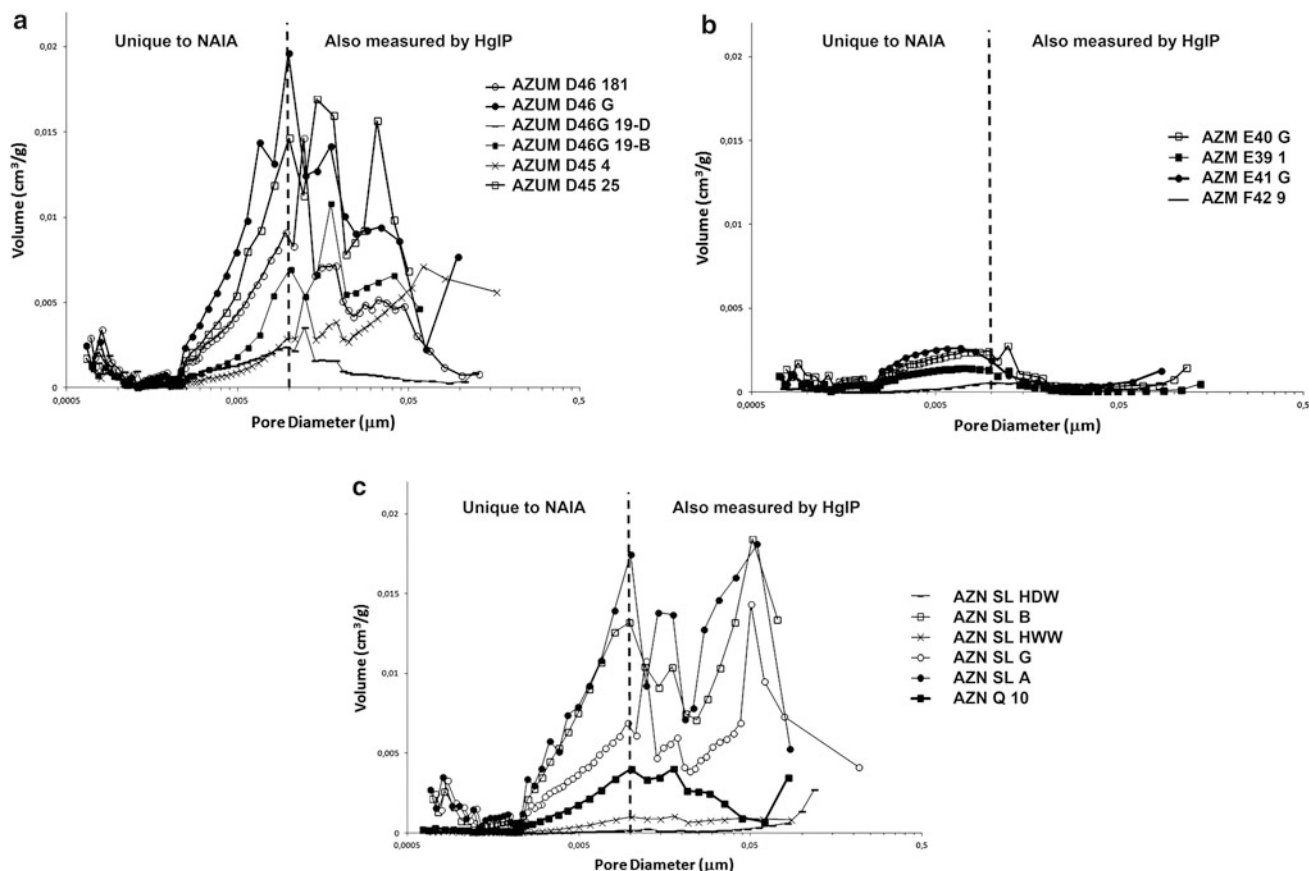 a
Unique to NAIA
Also measured by HgIP
0,02
0,015
0,01
0,005
0
Volume (cm³/g)
AZUM D46 181
AZUM D46 G
AZUM D46G 19-D
AZUM D46G 19-B
AZUM D45 4
AZUM D45 25
0,0005
0,005
0,05
0,5
Pore Diameter (μm)
b
Unique to NAIA
Also measured by HgIP
0,02
0,015
0,01
0,005
0
Volume (cm³/g)
AZM E40 G
AZM E39 1
AZM E41 G
AZM F42 9
0,0005
0,005
0,05
0,5
Pore Diameter (μm)
c
Unique to NAIA
Also measured by HgIP
0,02
0,015
0,01
0,005
0
Volume (cm³/g)
AZN SL HDW
AZN SL B
AZN SL HWW
AZN SL G
AZN SL A
AZN Q 10
0,0005
0,005
0,05
0,5
Pore Diameter (μm)